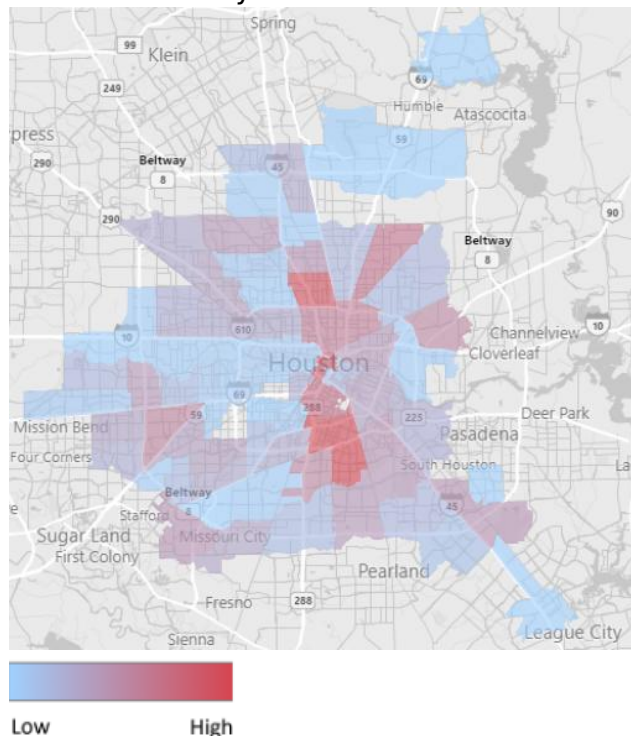 Spring
99
Klein
249
69
Humble
Atascocita
59
press
290
Beltway
8
45
290
90
Beltway
8
610
10
Channelview
10
Cloverleaf
Houston
69
288
59
225
Deer Park
Mission Bend
Pasadena
Four Corners
South Houston
La
Beltway
8
45
Stafford
Sugar Land
Missouri City
First Colony
Pearland
Fresno
288
League City
Sienna
Low High